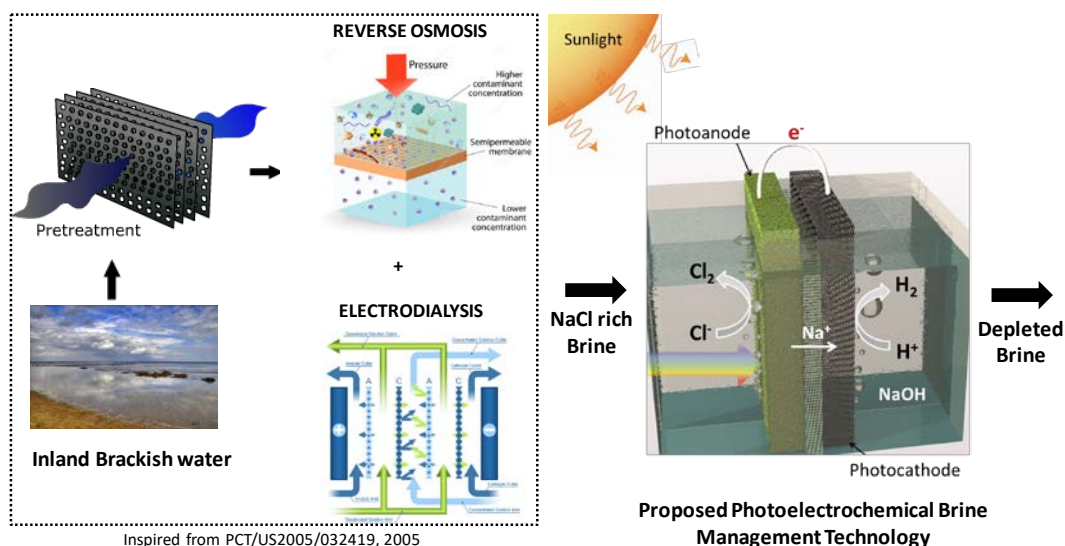 REVERSE OSMOSIS
Pressure
Higher
contaminant
concentration
Semipermeable
membrane
Lower
contaminant
concentration
Pretreatment
+
ELECTRODIALYSIS
A
C
A
C
+
−
Inland Brackish water
Inspired from PCT/US2005/032419, 2005
Sunlight
Photoanode
e-
NaCl rich
Brine
Cl2
Cl-
Na+
H2
H+
NaOH
Photocathode
Depleted
Brine
Proposed Photoelectrochemical Brine
Management Technology